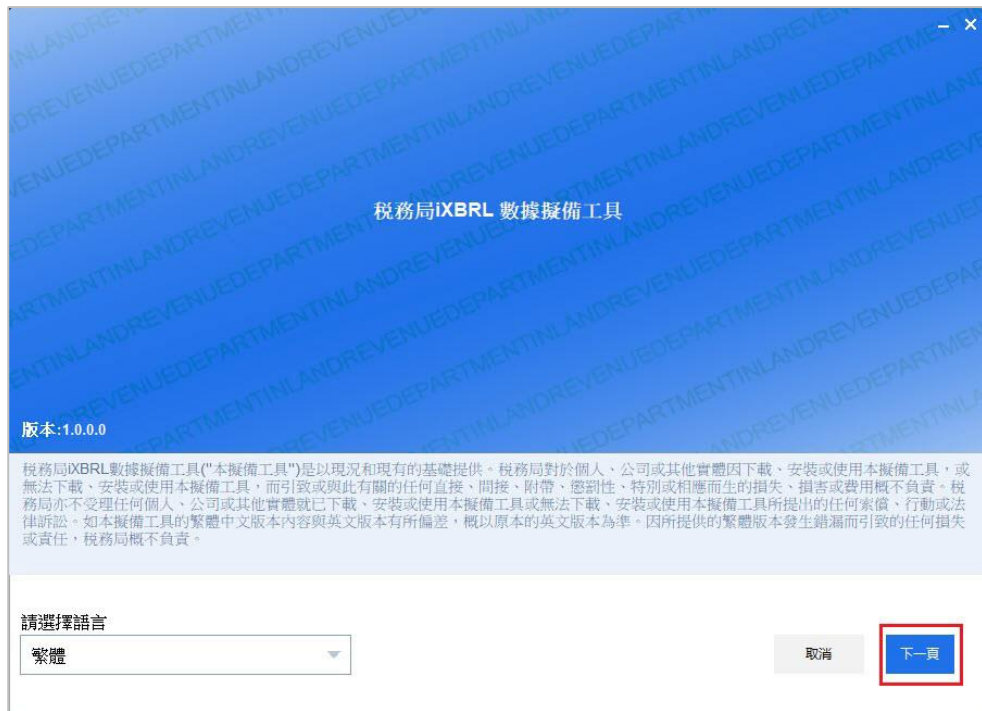 税務局iXBRL 數據擬備工具
版本:1.0.0.0
税務局iXBRL數據擬備工具("本擬備工具")是以現況和現有的基礎提供。税務局對於個人、公司或其他實體因下載、安裝或使用本擬備工具，或
無法下載、安裝或使用本擬備工具，而引致或與此有關的任何直接、間接、附帶、懲罰性、特別或相應而生的損失、損害或費用概不負責。税
務局亦不受理任何個人、公司或其他實體就已下載、安裝或使用本擬備工具或無法下載、安裝或使用本擬備工具所提出的任何索償、行動或法
律訴訟。如本擬備工具的繁體中文版本內容與英文版本有所偏差，概以原本的英文版本為準。因所提供的繁體版本發生錯漏而引致的任何損失
或責任，税務局概不負責。
請選擇語言
繁體
取消
下一頁